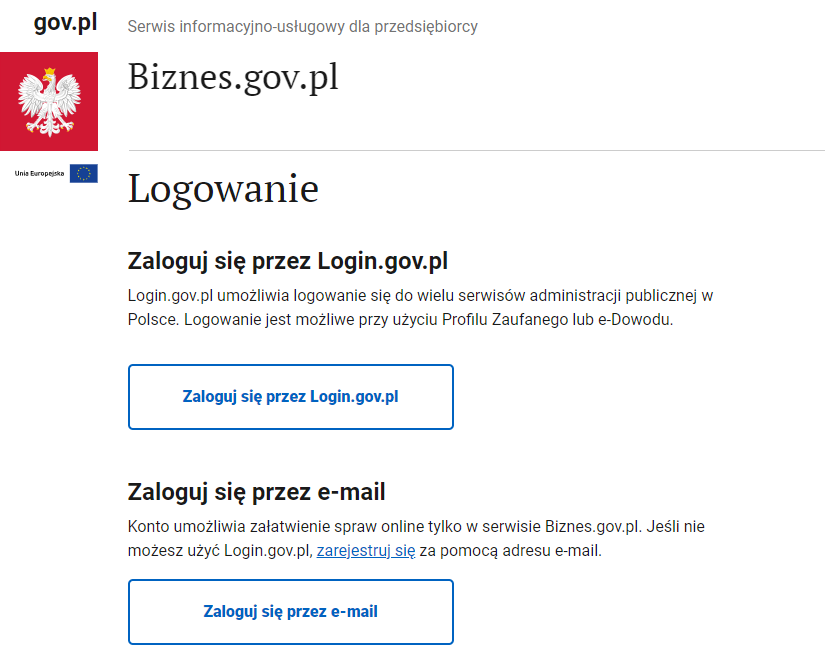 gov.pl
Serwis informacyjno-usługowy dla przedsiębiorcy
Biznes.gov.pl
Unia Europejska
Logowanie
Zaloguj się przez Login.gov.pl
Login.gov.pl umożliwia logowanie się do wielu serwisów administracji publicznej w
Polsce. Logowanie jest możliwe przy użyciu Profilu Zaufanego lub e-Dowodu.
Zaloguj się przez Login.gov.pl
Zaloguj się przez e-mail
Konto umożliwia załatwienie spraw online tylko w serwisie Biznes.gov.pl. Jeśli nie
możesz użyć Login.gov.pl, zarejestruj się za pomocą adresu e-mail.
Zaloguj się przez e-mail